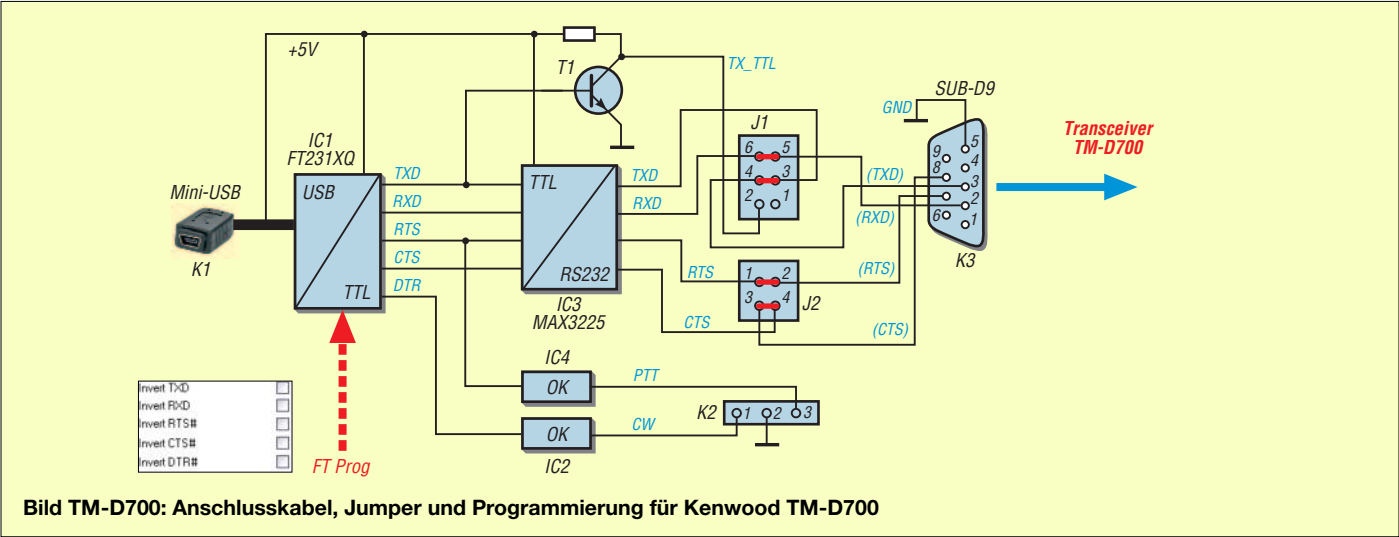 +5V
T1
TX_TTL
SUB-D9
GND
Transceiver
TM-D700
IC1
FT231XQ
J1
Mini-USB
K1
USB
TTL
TXD
RXD
RTS
CTS
DTR
TTL
RS232
IC3
MAX3225
TXD
RXD
RTS
CTS
6 5
4 3
2 1
1 2
3 4
J2
(TXD)
(RXD)
(RTS)
(CTS)
9
8
6
5
4
3
2
1
K3
IC4
OK
PTT
OK
IC2
CW
K2
1 2 3
Invert TXD
Invert RXD
Invert RTS#
Invert CTS#
Invert DTR#
FT Prog
Bild TM-D700: Anschlusskabel, Jumper und Programmierung für Kenwood TM-D700